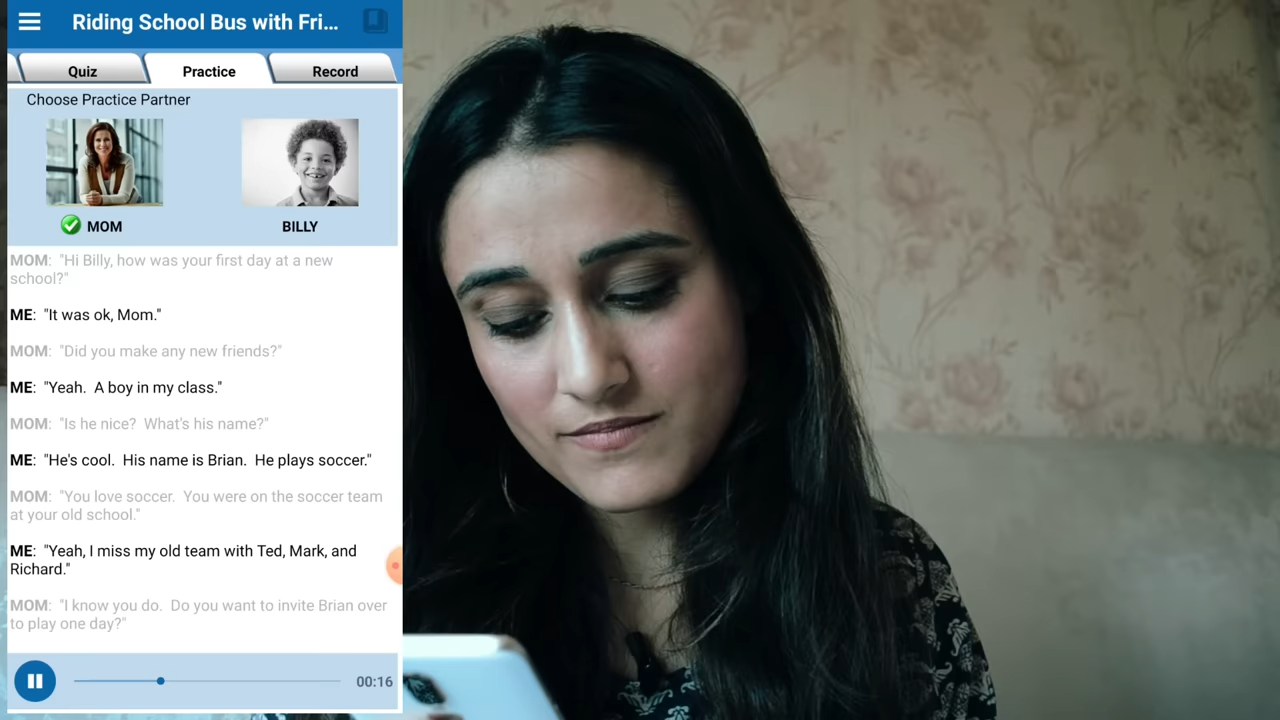 Riding School Bus with Fri...
Quiz
Practice
Record
Choose Practice Partner
MOM
BILLY
MOM: "Hi Billy, how was your first day at a new
school?"
ME: "It was ok, Mom."
MOM: "Did you make any new friends?"
ME: "Yeah. A boy in my class."
MOM: "Is he nice? What's his name?"
ME: "He's cool. His name is Brian. He plays soccer."
MOM: "You love soccer. You were on the soccer team
at your old school."
ME: "Yeah, I miss my old team with Ted, Mark, and
Richard."
MOM: "I know you do. Do you want to invite Brian over
to play one day?"
00:16